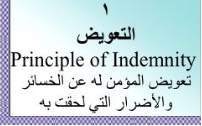 ١
التعويض
Principle of Indemnity
تعويض المؤمن له عن الخسائر
والأضرار التي لحقت به